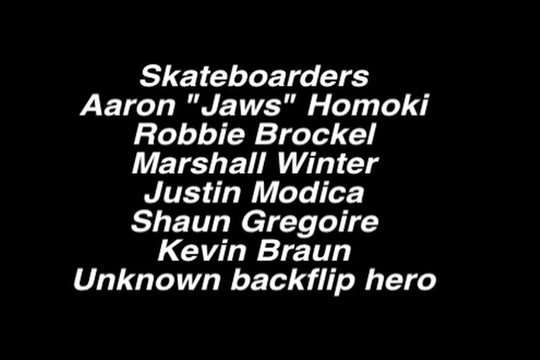 Skateboarders
Aaron "Jaws" Homoki
Robbie Brockel
Marshall Winter
Justin Modica
Shaun Gregoire
Kevin Braun
Unknown backflip hero